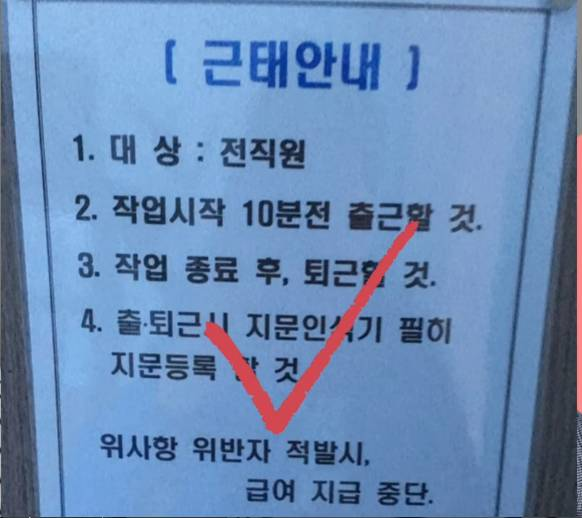 [ 근태안내 ]
1. 대 상 : 전직원
2. 작업시작 10분전 출근할 것.
3. 작업 종료 후, 퇴근할 것.
4. 출·퇴근시 지문인식기 필히
지문등록 할 것
위사항 위반자 적발시,
급여 지급 중단.